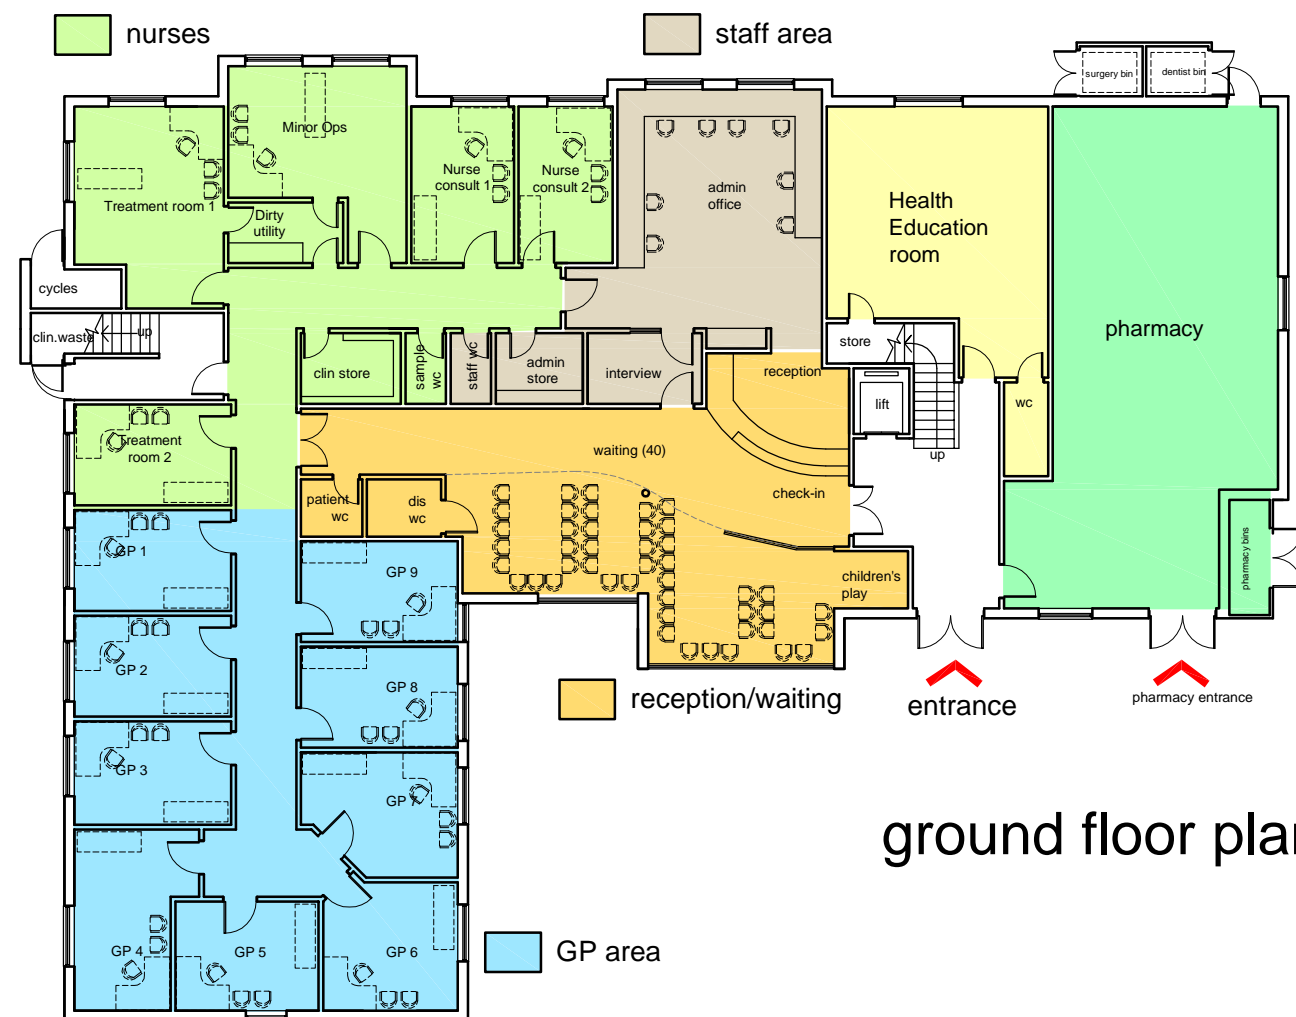 nurses
staff area
surgery bin
dentist bin
Minor Ops
Nurse
consult 1
Nurse
consult 2
admin
office
Health
Education
room
Treatment room 1
Dirty
utility
cycles
clin.waste
up
pharmacy
clin store
sample
wc
staff wc
admin
store
interview
reception
store
lift
wc
up
Treatment
room 2
waiting (40)
check-in
patient
wc
dis
wc
pharmacy bins
children's
play
GP 1
GP 2
GP 3
GP 4
GP 5
GP 6
GP 7
GP 8
GP 9
reception/waiting
entrance
pharmacy entrance
ground floor plan
GP area